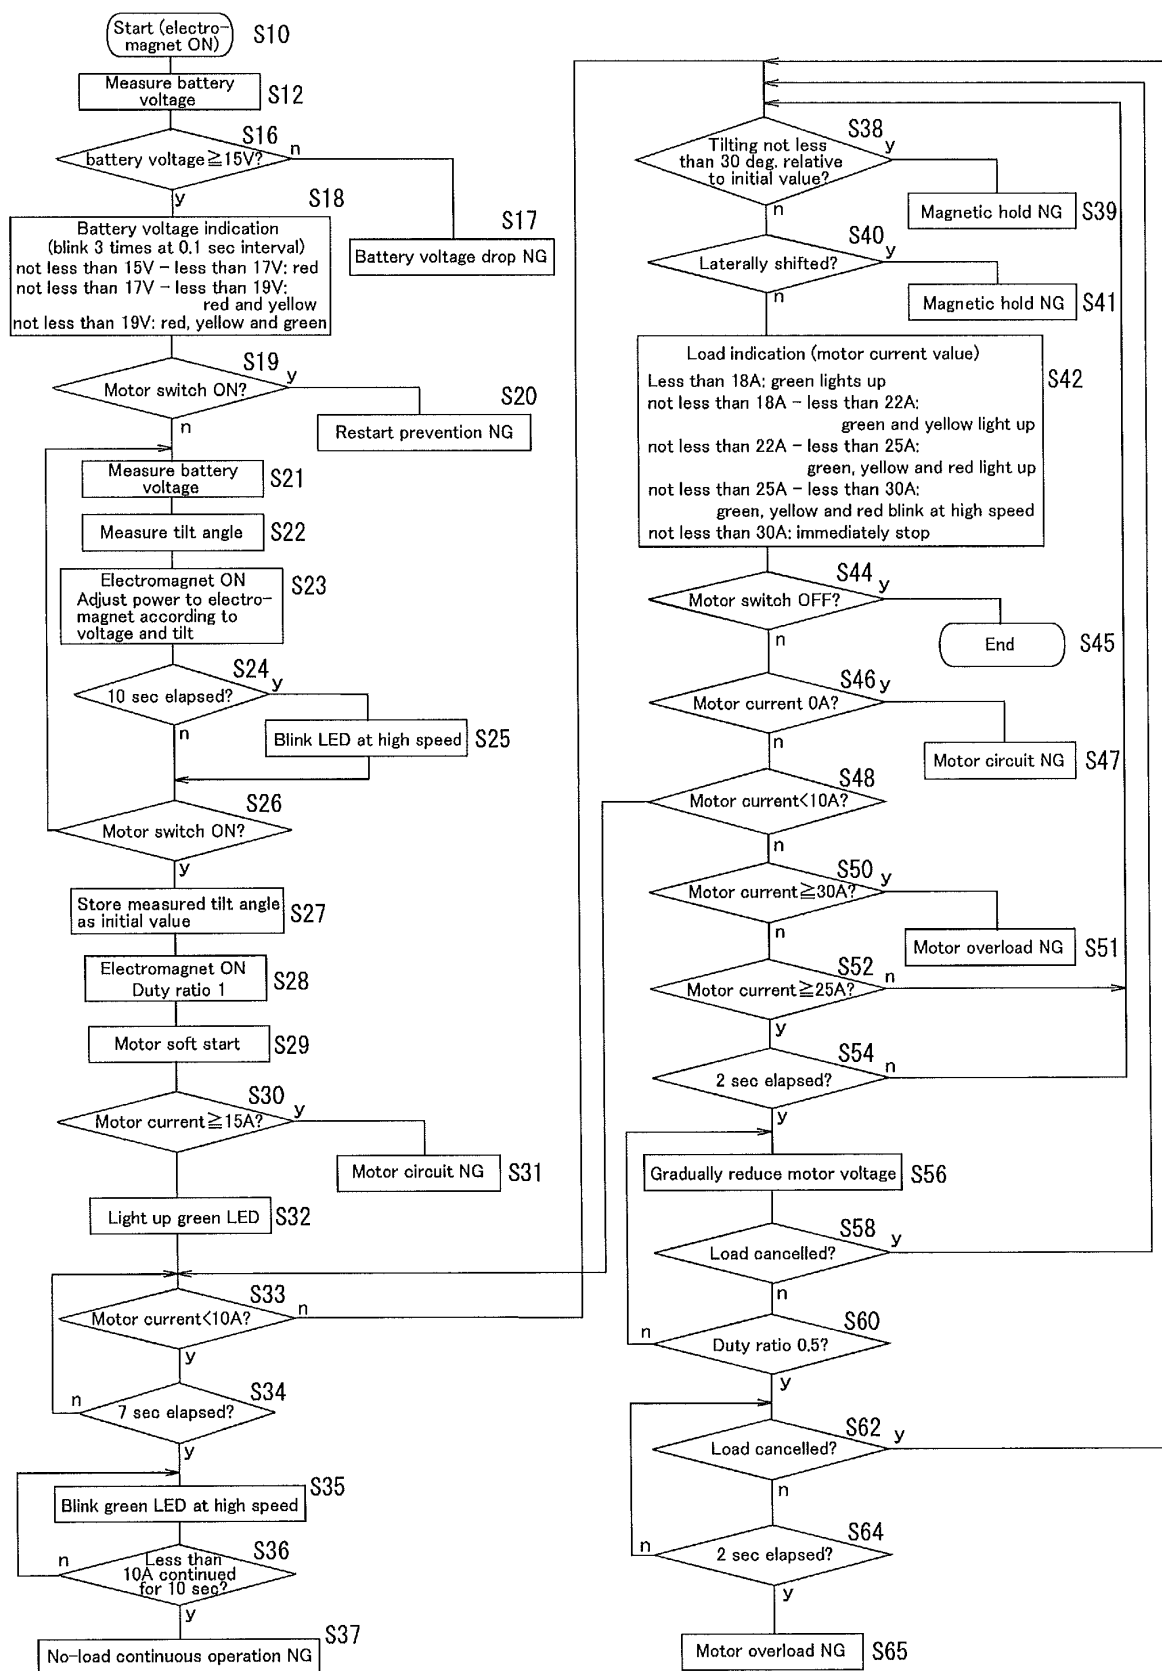 Start (electro-
magnet ON)
S10
Measure battery
voltage
S12
S16
battery voltage≧15V?
n
y
S18
S17
Battery voltage drop NG
Battery voltage indication
(blink 3 times at 0.1 sec interval)
not less than 15V – less than 17V: red
not less than 17V – less than 19V:
red and yellow
not less than 19V: red, yellow and green
S19
Motor switch ON?
y
n
S20
Restart prevention NG
Measure battery
voltage
S21
Measure tilt angle
S22
Electromagnet ON
Adjust power to electro-
magnet according to
voltage and tilt
S23
S24
10 sec elapsed?
y
n
Blink LED at high speed
S25
S26
Motor switch ON?
y
Store measured tilt angle
as initial value
S27
Electromagnet ON
Duty ratio 1
S28
Motor soft start
S29
S30
Motor current≧15A?
y
Motor circuit NG
S31
Light up green LED
S32
S33
Motor current<10A?
n
y
S34
n
7 sec elapsed?
y
S35
Blink green LED at high speed
S36
n
Less than
10A continued
for 10 sec?
y
S37
No-load continuous operation NG
S38
Tilting not less
than 30 deg. relative
to initial value?
y
n
Magnetic hold NG
S39
S40
Laterally shifted?
y
n
Magnetic hold NG
S41
Load indication (motor current value)
S42
Less than 18A: green lights up
not less than 18A – less than 22A:
green and yellow light up
not less than 22A – less than 25A:
green, yellow and red light up
not less than 25A – less than 30A:
green, yellow and red blink at high speed
not less than 30A: immediately stop
S44
Motor switch OFF?
y
n
End
S45
S46
Motor current 0A?
y
n
Motor circuit NG
S47
S48
Motor current<10A?
n
S50
Motor current≧30A?
y
n
Motor overload NG
S51
S52
Motor current≧25A?
n
y
S54
2 sec elapsed?
n
y
Gradually reduce motor voltage
S56
S58
Load cancelled?
y
n
S60
n
Duty ratio 0.5?
y
S62
Load cancelled?
y
n
S64
n
2 sec elapsed?
y
Motor overload NG
S65